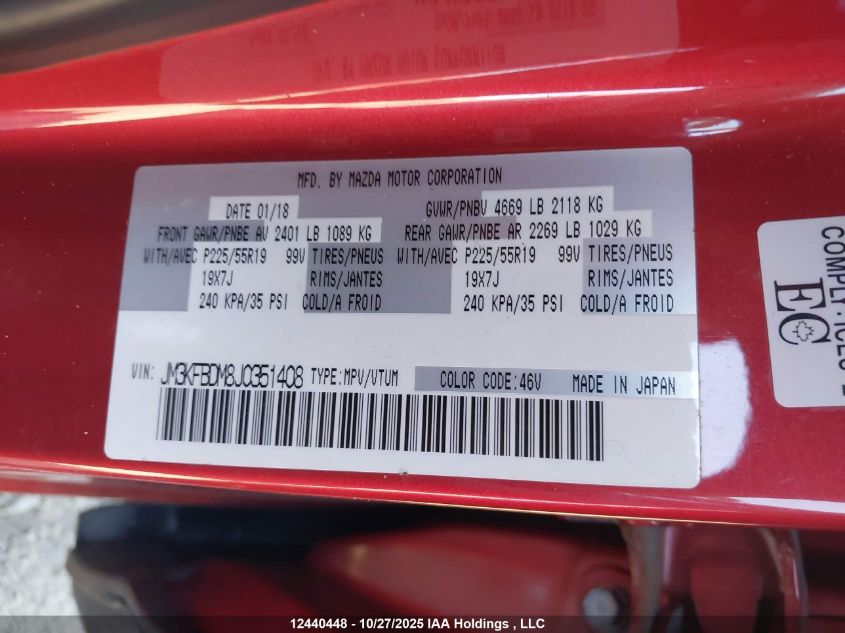 MFD. BY MAZDA MOTOR CORPORATION
DATE 01/18 GVWR/PNBV 4669 LB 2118 KG
FRONT GAWR/PNBE AV 2401 LB 1089 KG REAR GAWR/PNBE AR 2269 LB 1029 KG
WITH/AVEC P225/55R19 99V TIRES/PNEUS WITH/AVEC P225/55R19 99V TIRES/PNEUS
19X7J RIMS/JANTES 19X7J RIMS/JANTES
240 KPA/35 PSI COLD/A FROID 240 KPA/35 PSI COLD/A FROID
VIN: JM3KFBDM8J0351408 TYPE:MPV/VTUM COLOR CODE:46V MADE IN JAPAN
EC
COMPLY
12440448 - 10/27/2025 IAA Holdings , LLC